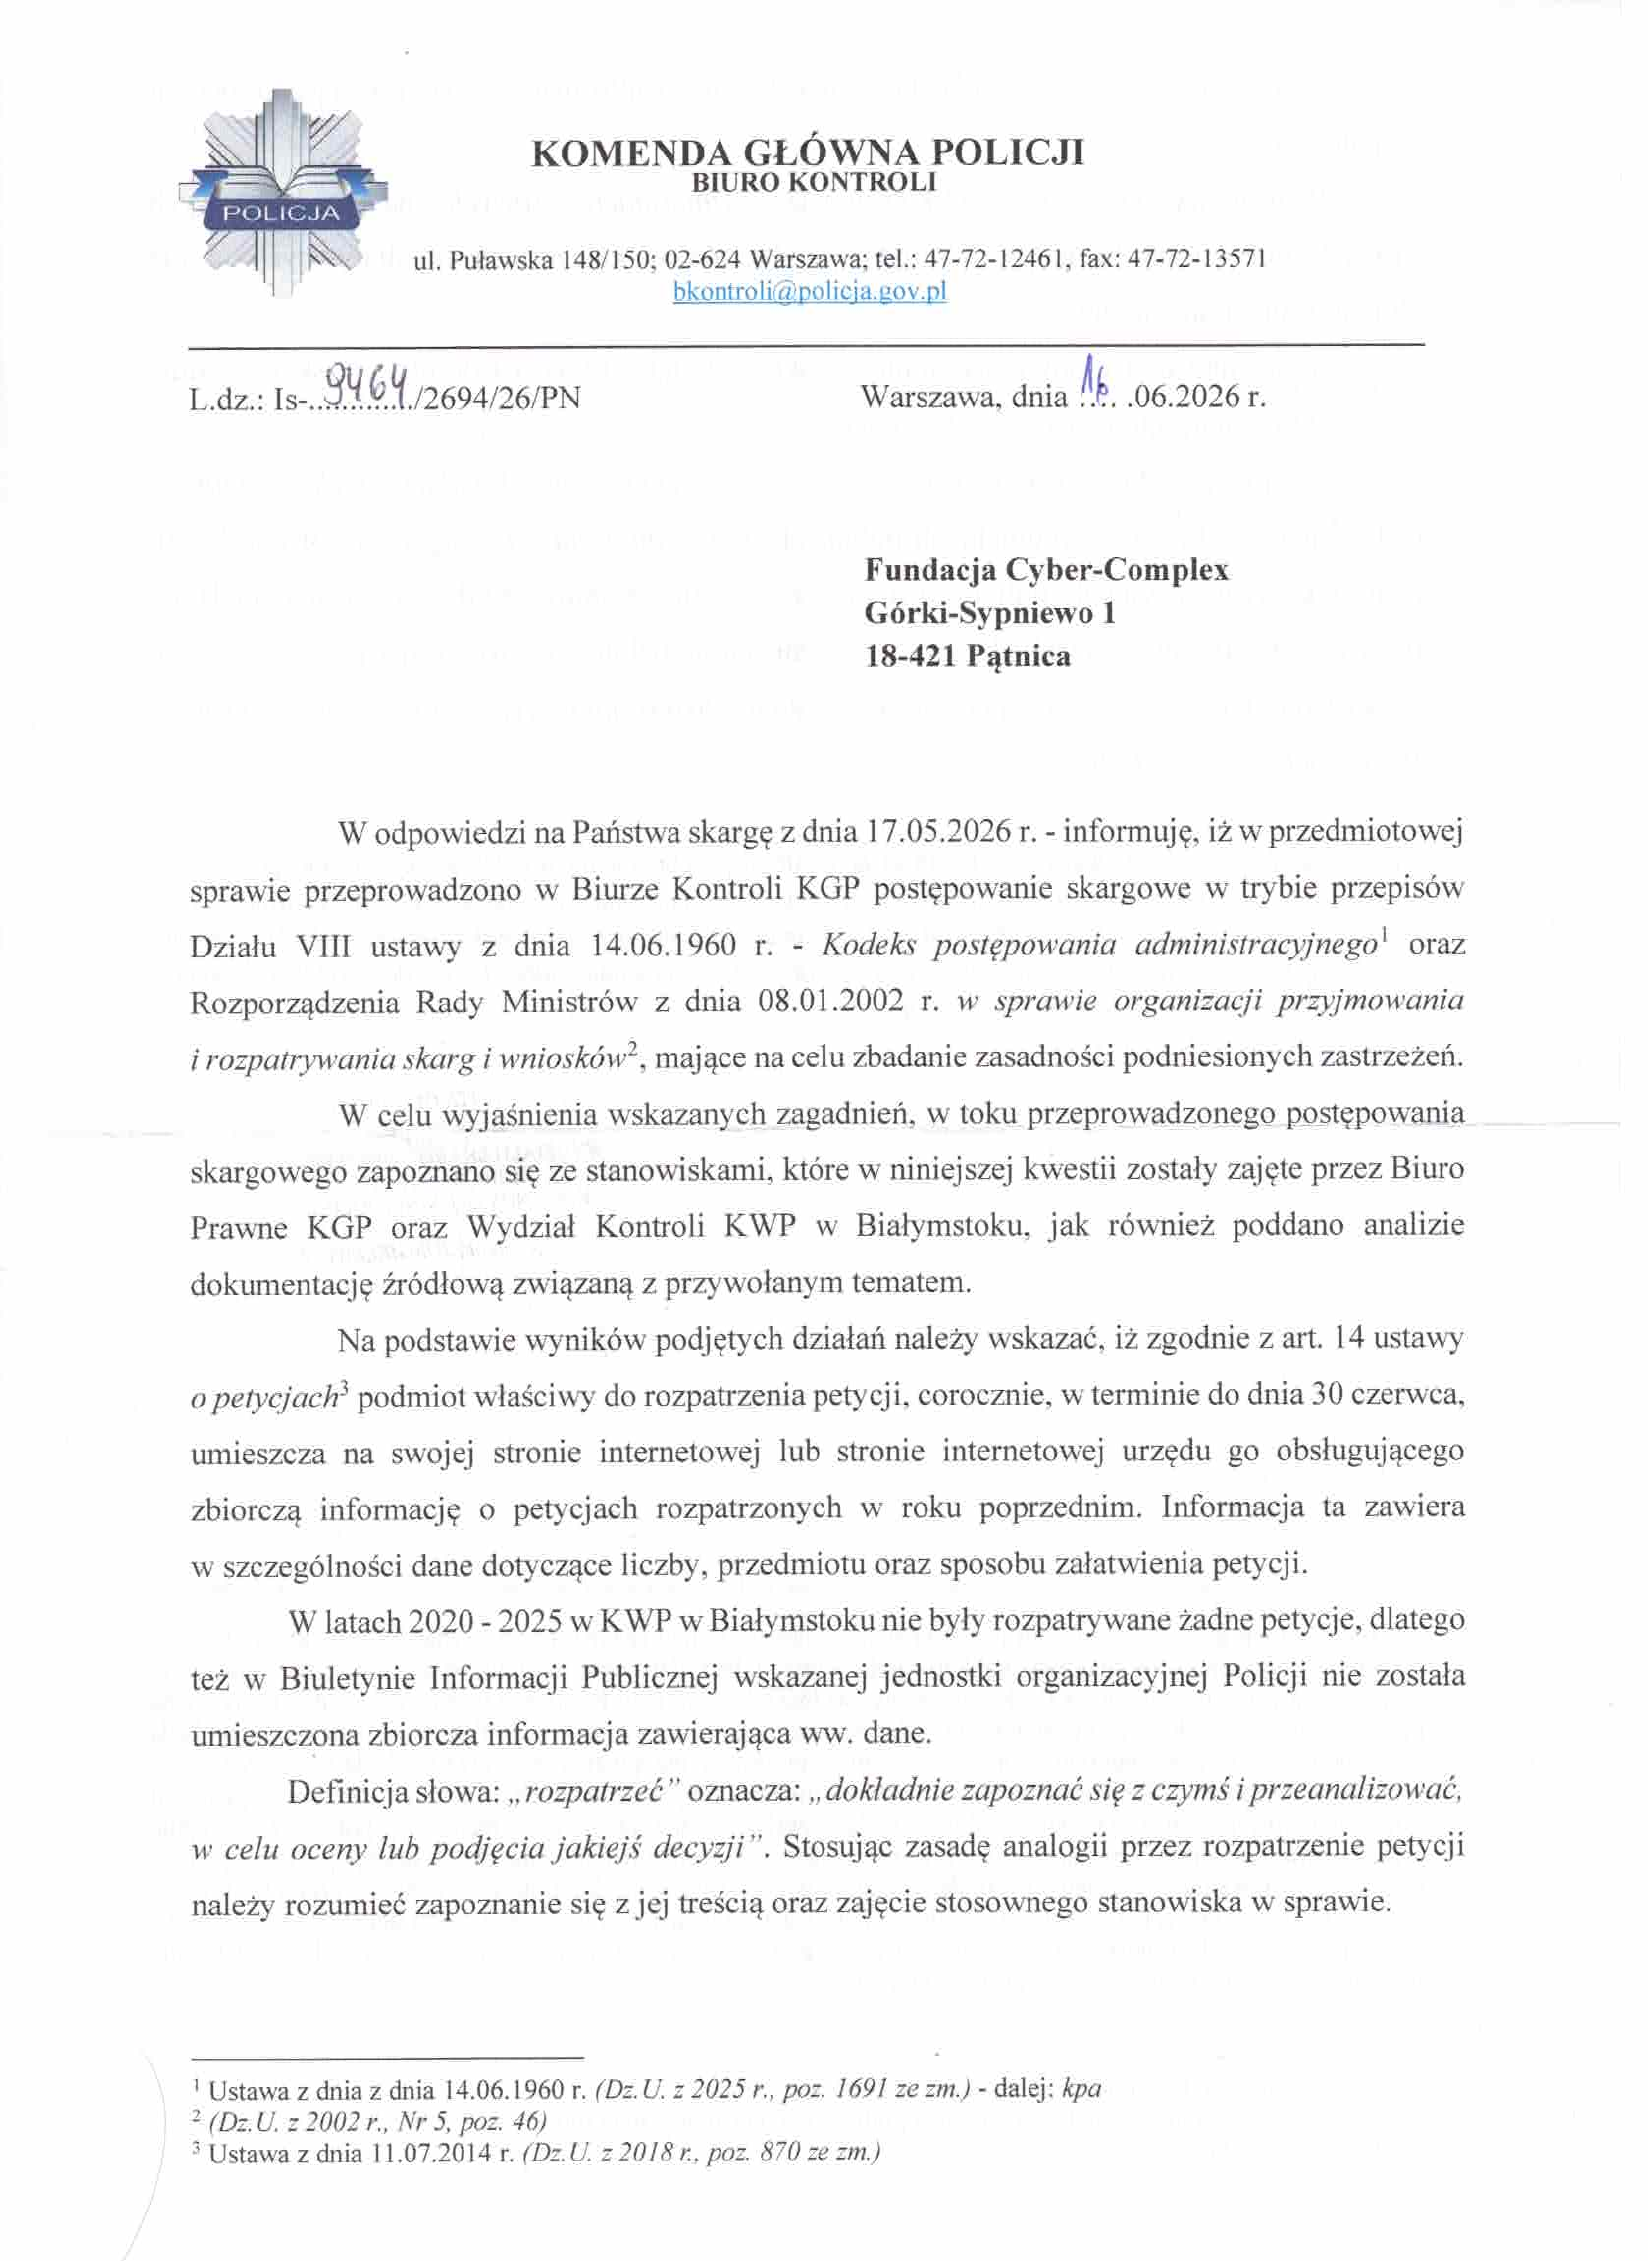 POLICJA
KOMENDA GŁÓWNA POLICJI
BIURO KONTROLI
ul. Puławska 148/150; 02-624 Warszawa; tel.: 47-72-12461, fax: 47-72-13571
bkontroli@policja.gov.pl
L.dz.: Is-..9464../2694/26/PN
Warszawa, dnia 16 .06.2026 r.
Fundacja Cyber-Complex
Górki-Sypniewo 1
18-421 Pątnica
W odpowiedzi na Państwa skargę z dnia 17.05.2026 r. - informuję, iż w przedmiotowej
sprawie przeprowadzono w Biurze Kontroli KGP postępowanie skargowe w trybie przepisów
Działu VIII ustawy z dnia 14.06.1960 r. - Kodeks postępowania administracyjnego¹ oraz
Rozporządzenia Rady Ministrów z dnia 08.01.2002 r. w sprawie organizacji przyjmowania
i rozpatrywania skarg i wniosków², mające na celu zbadanie zasadności podniesionych zastrzeżeń.
W celu wyjaśnienia wskazanych zagadnień, w toku przeprowadzonego postępowania
skargowego zapoznano się ze stanowiskami, które w niniejszej kwestii zostały zajęte przez Biuro
Prawne KGP oraz Wydział Kontroli KWP w Białymstoku, jak również poddano analizie
dokumentację źródłową związaną z przywołanym tematem.
Na podstawie wyników podjętych działań należy wskazać, iż zgodnie z art. 14 ustawy
o petycjach³ podmiot właściwy do rozpatrzenia petycji, corocznie, w terminie do dnia 30 czerwca,
umieszcza na swojej stronie internetowej lub stronie internetowej urzędu go obsługującego
zbiorczą informację o petycjach rozpatrzonych w roku poprzednim. Informacja ta zawiera
w szczególności dane dotyczące liczby, przedmiotu oraz sposobu załatwienia petycji.
W latach 2020 - 2025 w KWP w Białymstoku nie były rozpatrywane żadne petycje, dlatego
też w Biuletynie Informacji Publicznej wskazanej jednostki organizacyjnej Policji nie została
umieszczona zbiorcza informacja zawierająca ww. dane.
Definicja słowa: „rozpatrzeć” oznacza: „dokładnie zapoznać się z czymś i przeanalizować,
w celu oceny lub podjęcia jakiejś decyzji”. Stosując zasadę analogii przez rozpatrzenie petycji
należy rozumieć zapoznanie się z jej treścią oraz zajęcie stosownego stanowiska w sprawie.
¹ Ustawa z dnia z dnia 14.06.1960 r. (Dz.U. z 2025 r., poz. 1691 ze zm.) - dalej: kpa
² (Dz.U. z 2002 r., Nr 5, poz. 46)
³ Ustawa z dnia 11.07.2014 r. (Dz.U. z 2018 r., poz. 870 ze zm.)